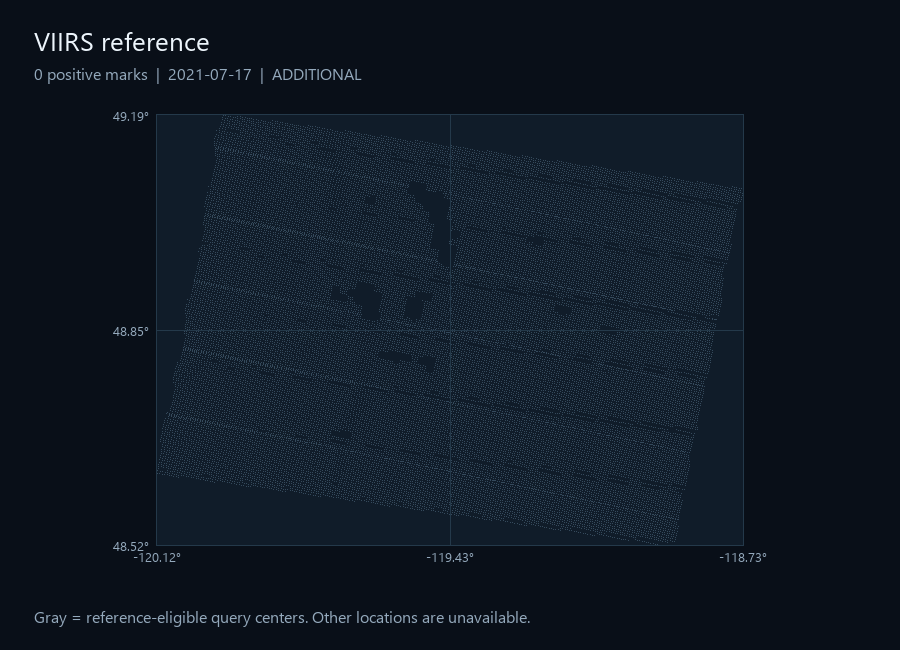 VIIRS reference
0 positive marks | 2021-07-17 | ADDITIONAL
49.19°
48.85°
48.52°
-120.12° -119.43° -118.73°
Gray = reference-eligible query centers. Other locations are unavailable.